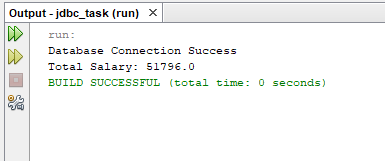 Output - jdbc_task (run)
run:
Database Connection Success
Total Salary: 51796.0
BUILD SUCCESSFUL (total time: 0 seconds)